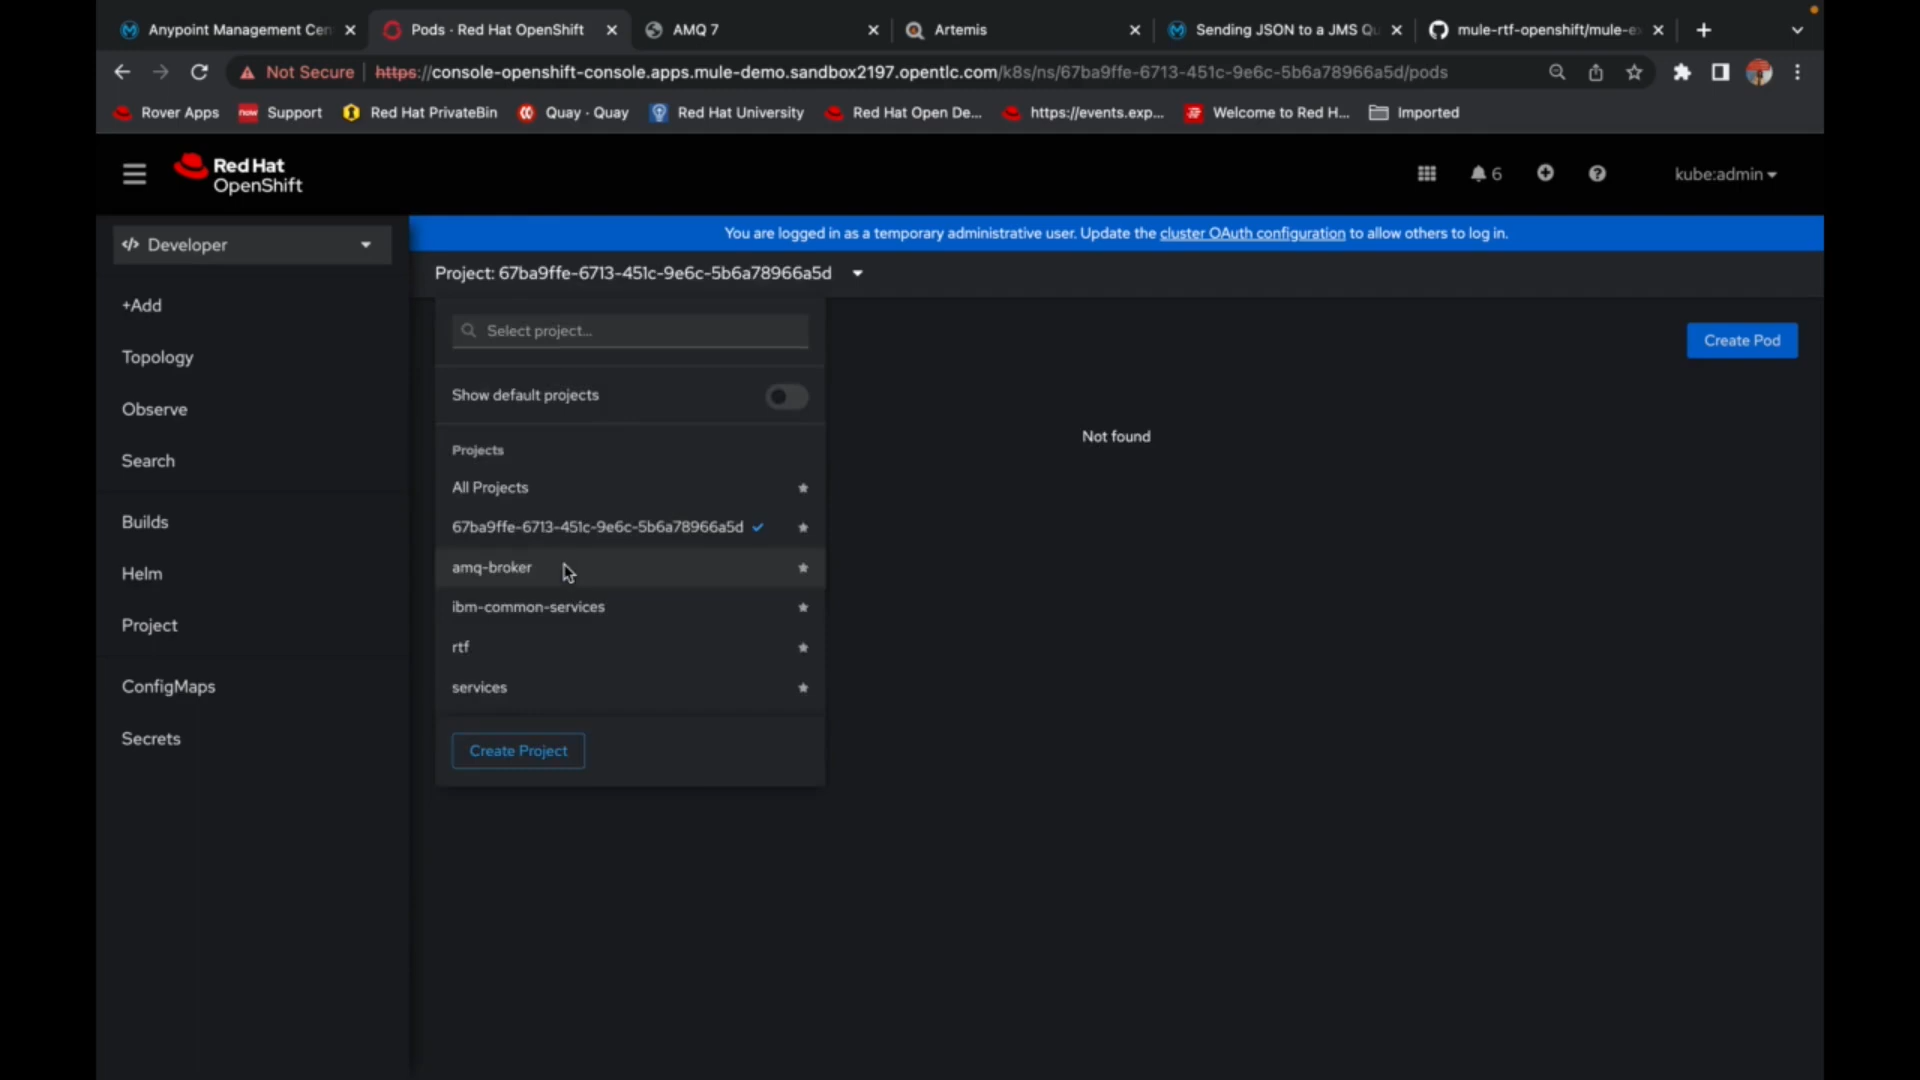 Anypoint Management Cen
Pods · Red Hat OpenShift
AMQ 7
Artemis
Sending JSON to a JMS Qu
mule-rtf-openshift/mule-e
Not Secure
https://console-openshift-console.apps.mule-demo.sandbox2197.opentlc.com/k8s/ns/67ba9ffe-6713-451c-9e6c-5b6a78966a5d/pods
Rover Apps
now
Support
Red Hat PrivateBin
Quay · Quay
Red Hat University
Red Hat Open De...
https://events.exp...
Welcome to Red H...
Imported
Red Hat
OpenShift
6
kube:admin
</> Developer
You are logged in as a temporary administrative user. Update the cluster OAuth configuration to allow others to log in.
Project: 67ba9ffe-6713-451c-9e6c-5b6a78966a5d
+Add
Topology
Observe
Search
Builds
Helm
Project
ConfigMaps
Secrets
Select project...
Show default projects
Projects
All Projects
67ba9ffe-6713-451c-9e6c-5b6a78966a5d
amq-broker
ibm-common-services
rtf
services
Create Project
Create Pod
Not found